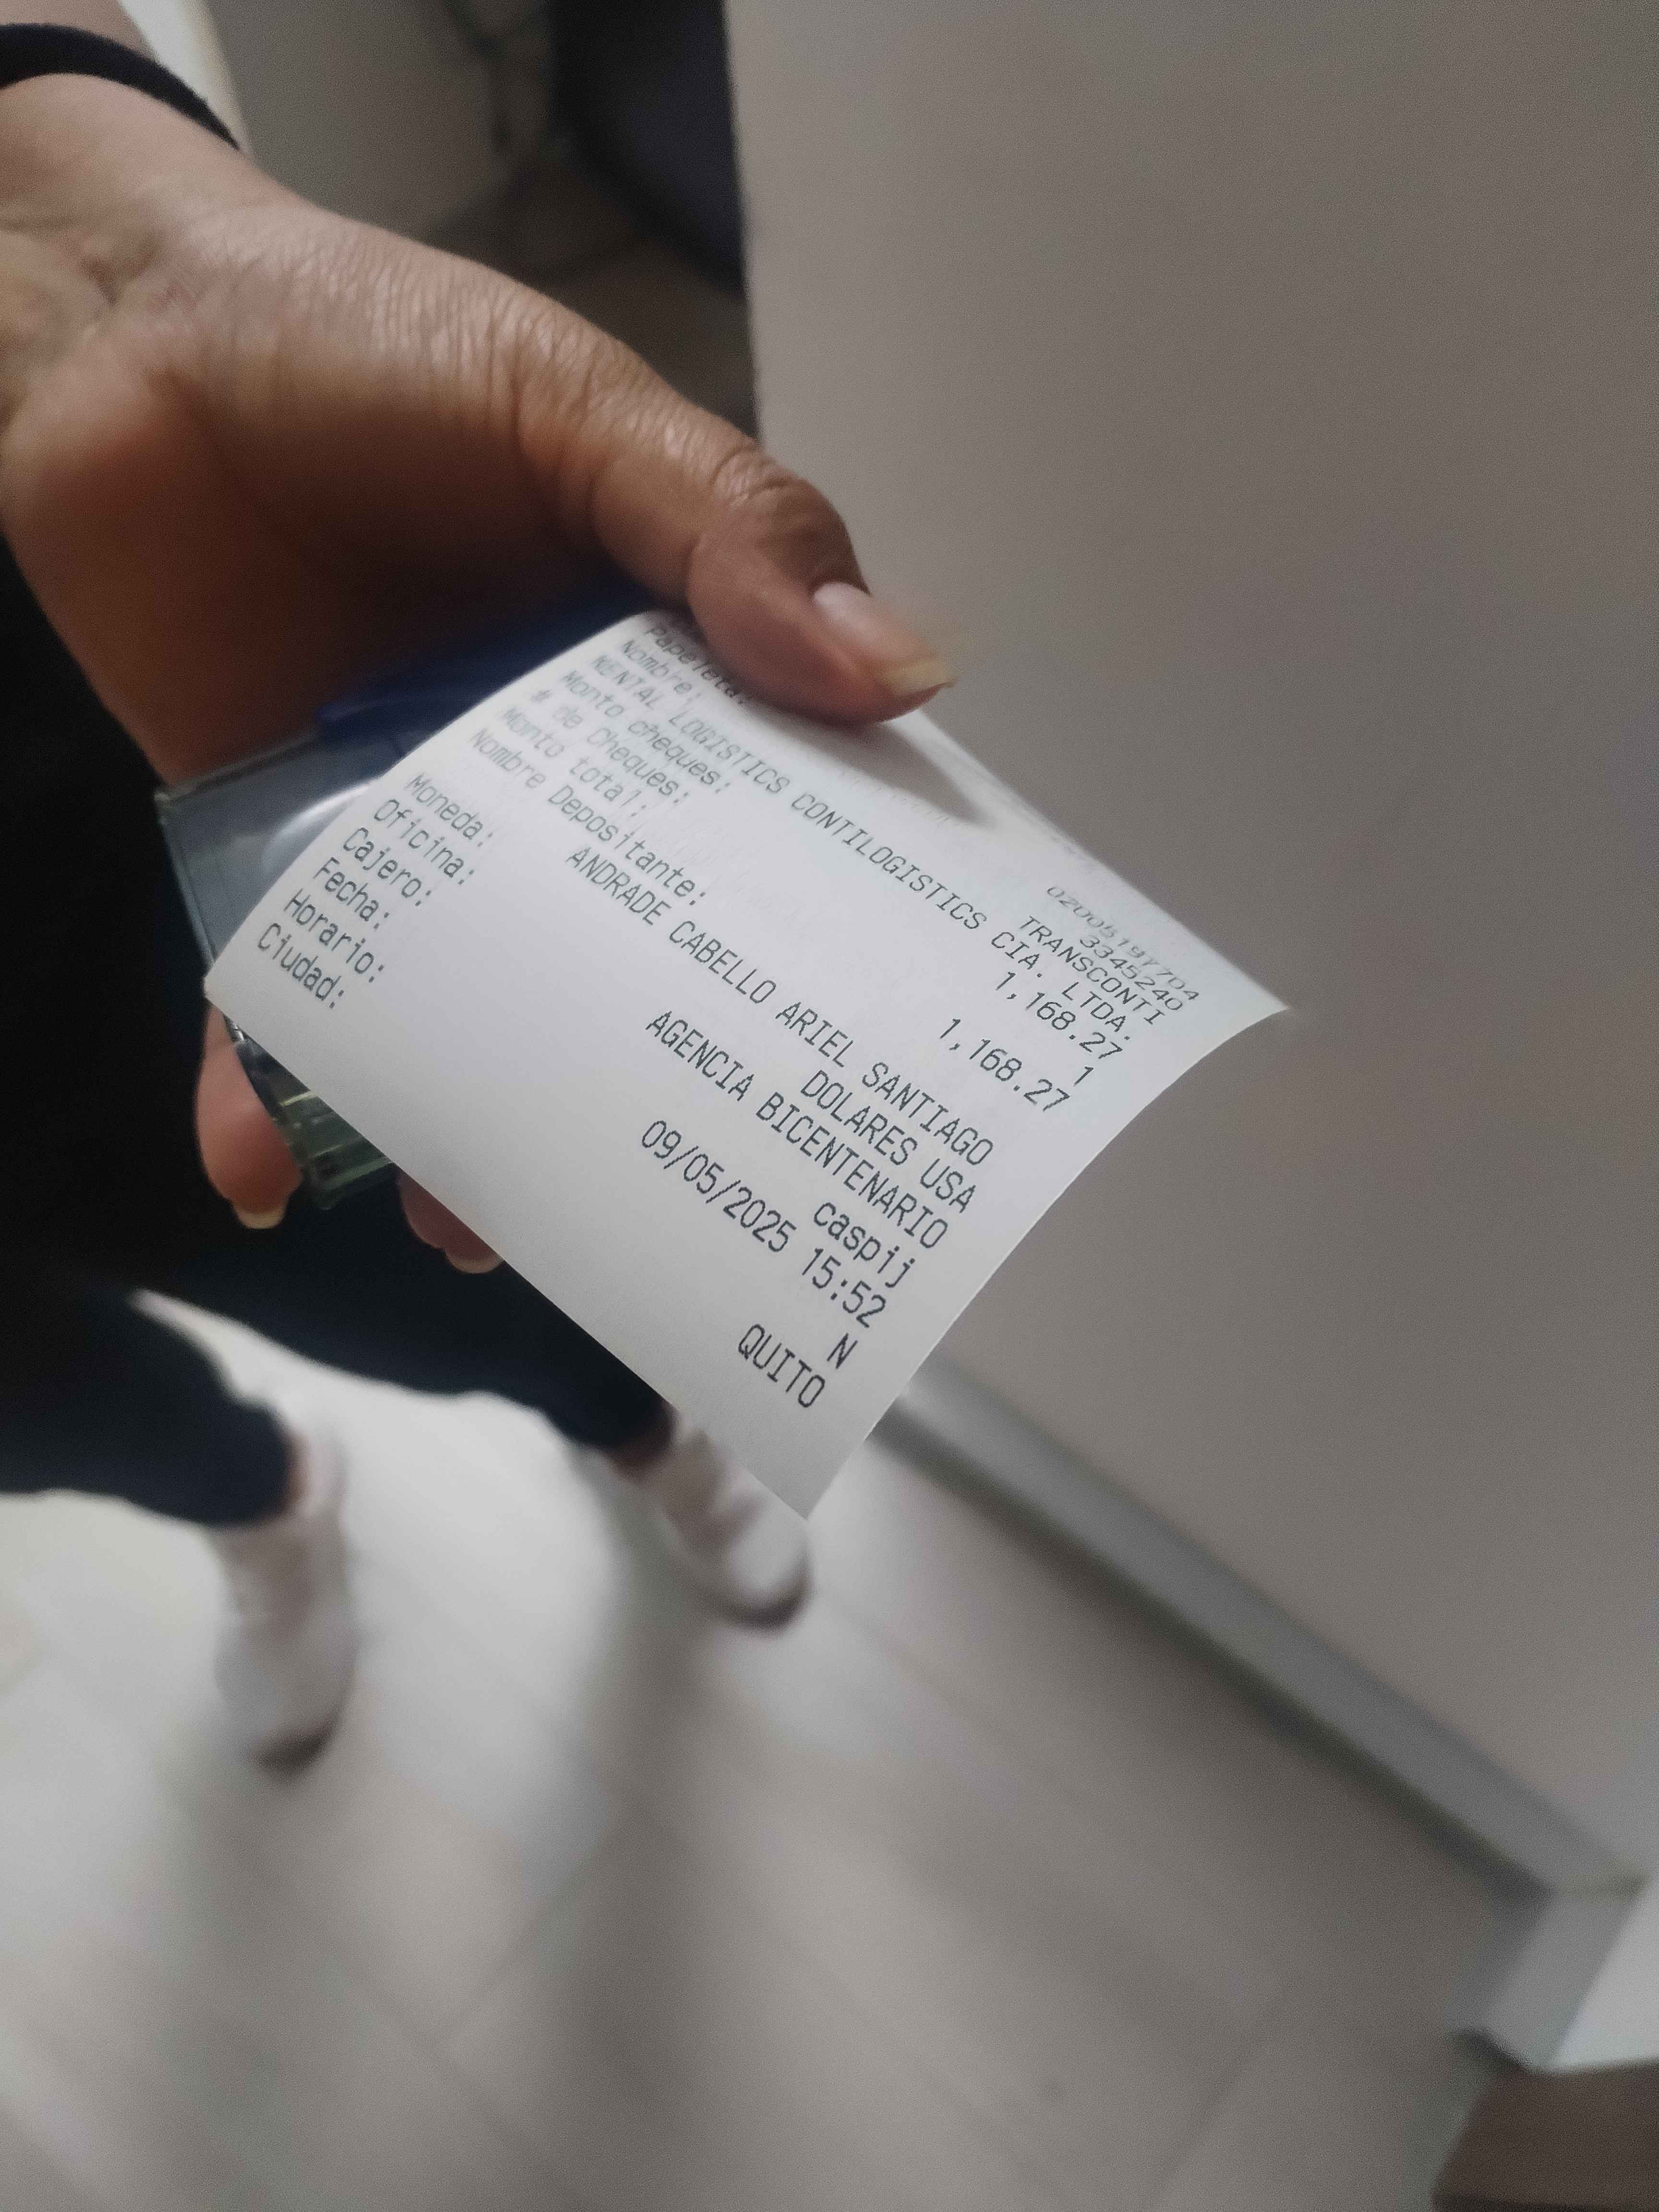 02005197704
Papeleta: 3345240
Nombre: TRANSCONTI
NENTAL LOGISTICS CONTILOGISTICS CIA. LTDA.
Monto cheques: 1,168.27
# de Cheques: 1
Monto total: 1,168.27
Nombre Depositante:
ANDRADE CABELLO ARIEL SANTIAGO
Moneda: DOLARES USA
Oficina: AGENCIA BICENTENARIO
Cajero: caspij
Fecha: 09/05/2025 15:52
Horario: N
Ciudad: QUITO